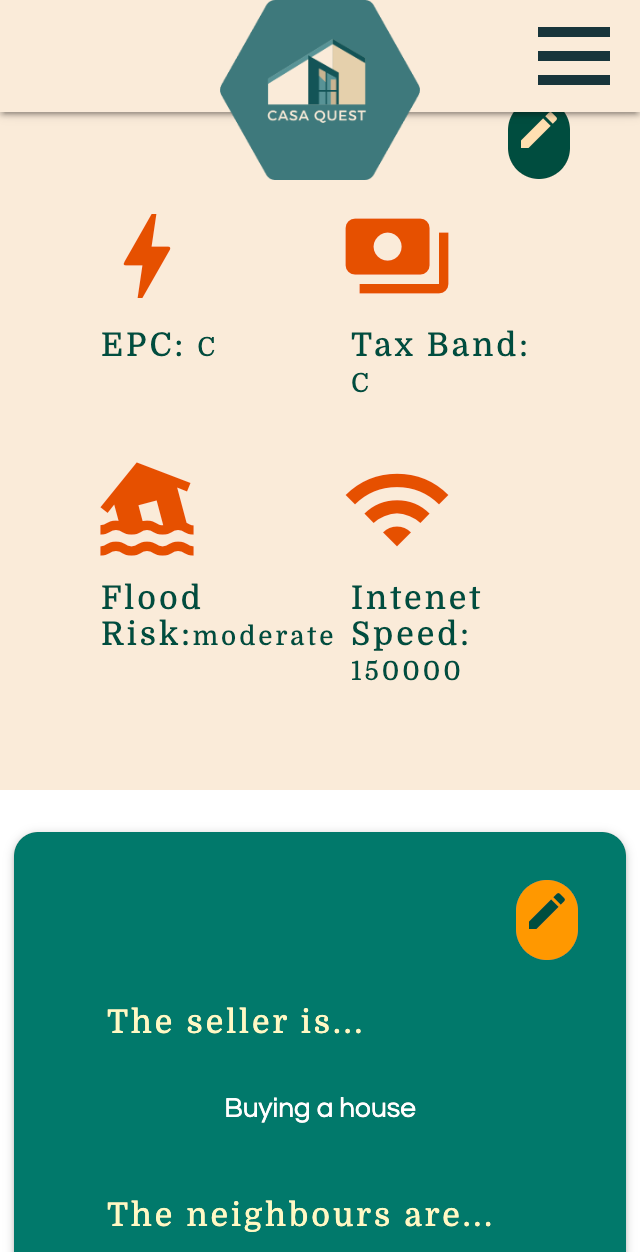 CASA QUEST
EPC: C
Tax Band:
C
Flood
Risk:moderate
Intenet
Speed:
150000
The seller is...
Buying a house
The neighbours are...